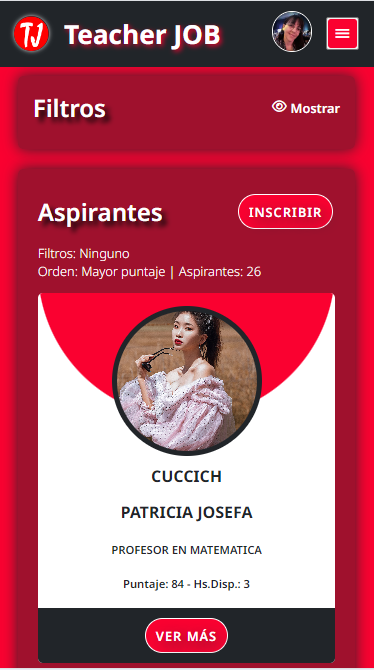 TJ
Teacher JOB
Filtros
Mostrar
Aspirantes
INSCRIBIR
Filtros: Ninguno
Orden: Mayor puntaje | Aspirantes: 26
CUCCICH
PATRICIA JOSEFA
PROFESOR EN MATEMATICA
Puntaje: 84 - Hs.Disp.: 3
VER MÁS